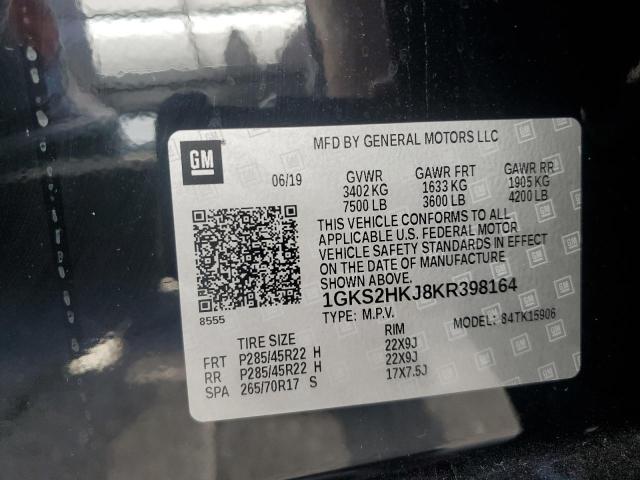 MFD BY GENERAL MOTORS LLC
GM
06/19 GVWR GAWR FRT GAWR RR
3402 KG 1633 KG 1905 KG
7500 LB 3600 LB 4200 LB
THIS VEHICLE CONFORMS TO ALL
APPLICABLE U.S. FEDERAL MOTOR
VEHICLE SAFETY STANDARDS IN EFFECT
ON THE DATE OF MANUFACTURE
SHOWN ABOVE.
1GKS2HKJ8KR398164
8555
TYPE: M.P.V. MODEL: S4TK15906
TIRE SIZE RIM
FRT P285/45R22 H 22X9J
RR P285/45R22 H 22X9J
SPA 265/70R17 S 17X7.5J